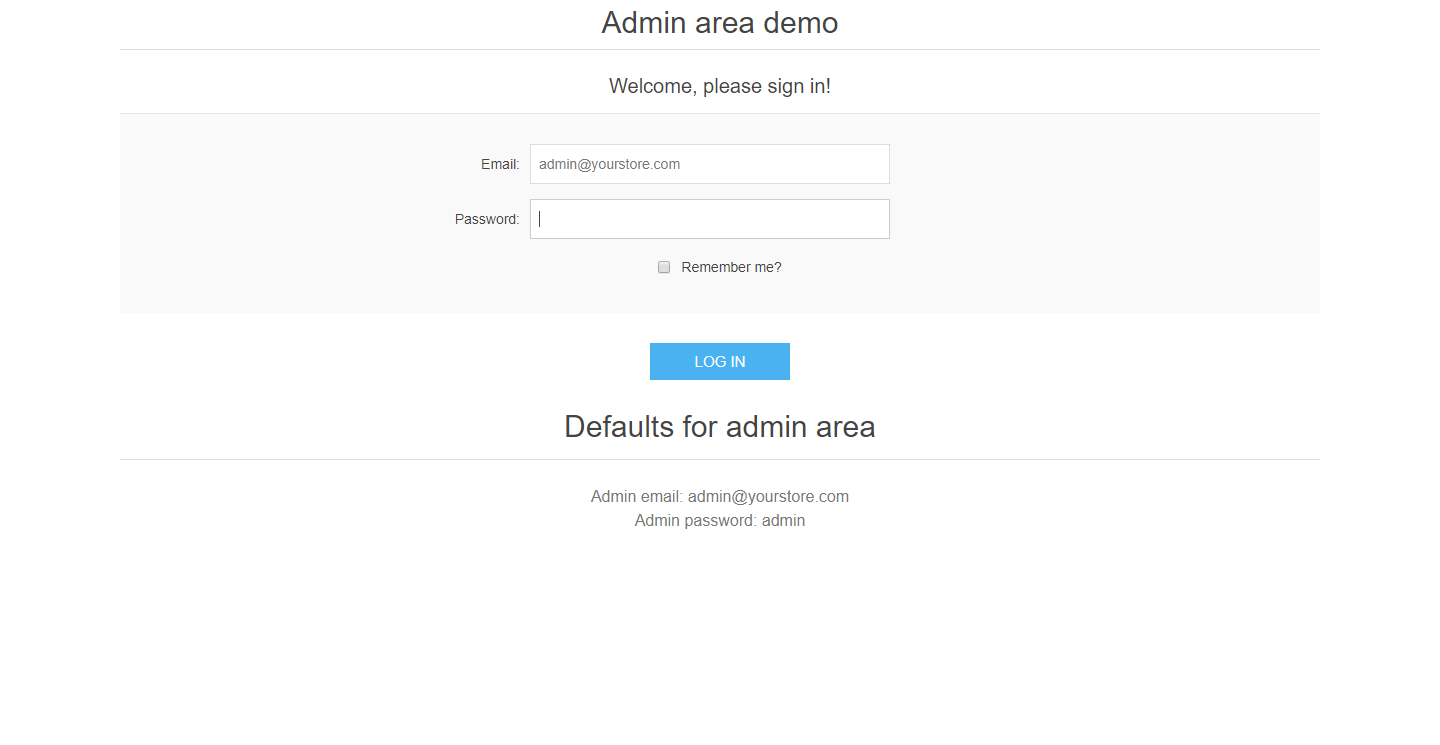 Admin area demo
Welcome, please sign in!
Email: admin@yourstore.com
Password:
Remember me?
LOG IN
Defaults for admin area
Admin email: admin@yourstore.com
Admin password: admin